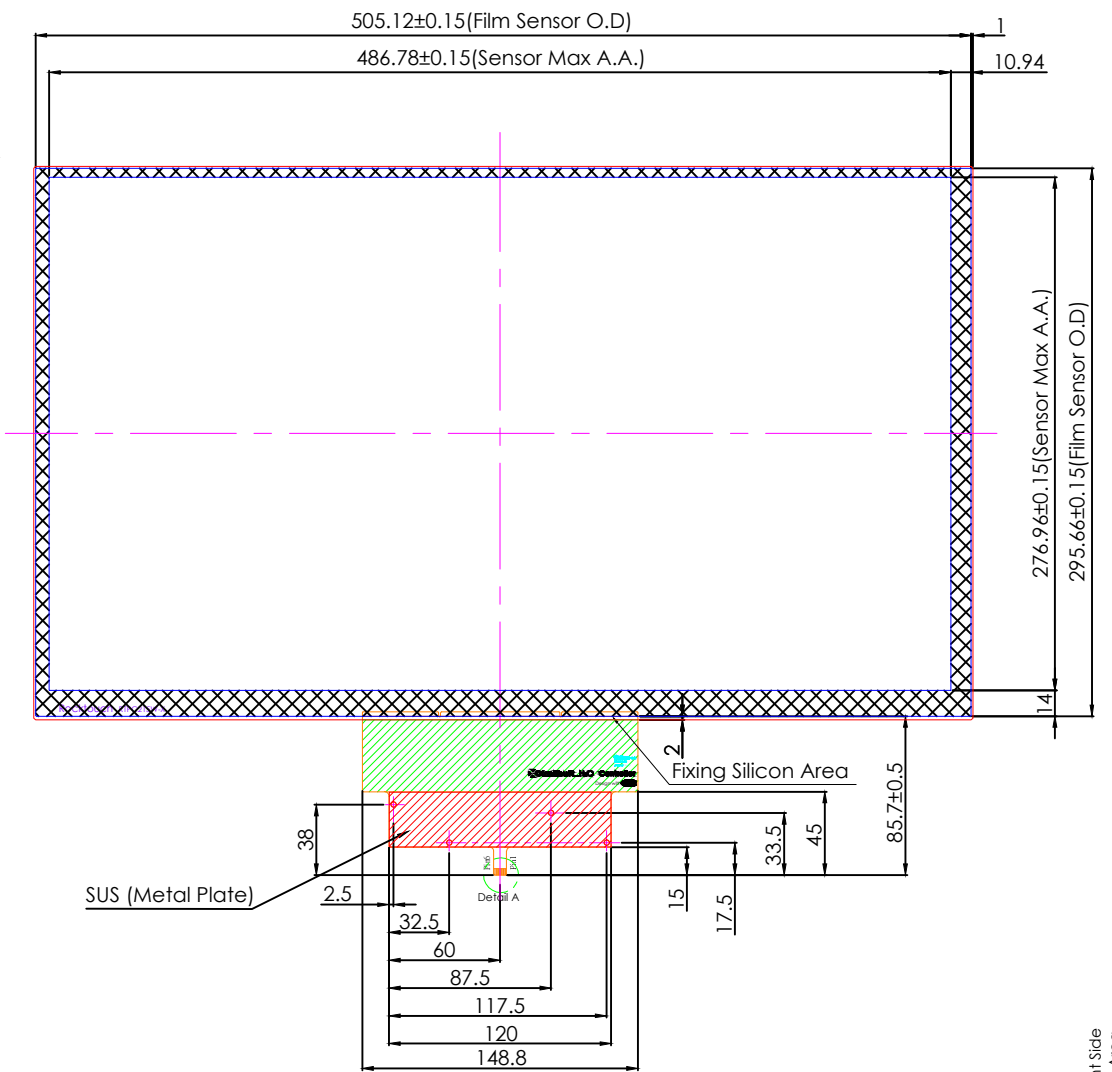 505.12±0.15(Film Sensor O.D)
1
486.78±0.15(Sensor Max A.A.)
10.94
276.96±0.15(Sensor Max A.A.)
295.66±0.15(Film Sensor O.D)
14
2
Fixing Silicon Area
85.7±0.5
45
33.5
38
15
17.5
SUS (Metal Plate)
Detail A
2.5
32.5
60
87.5
117.5
120
148.8